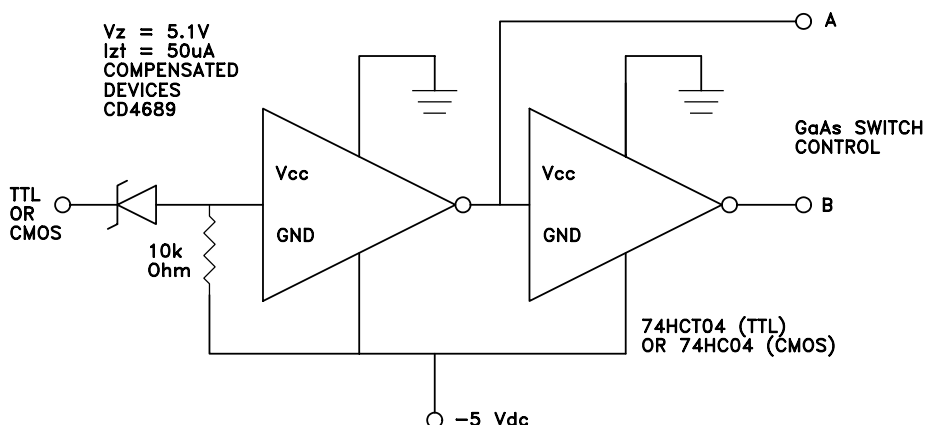 Vz = 5.1V
Izt = 50uA
COMPENSATED
DEVICES
CD4689
A
GaAs SWITCH
CONTROL
Vcc
Vcc
TTL
OR
CMOS
B
GND
GND
10k
Ohm
74HCT04 (TTL)
OR 74HC04 (CMOS)
-5 Vdc